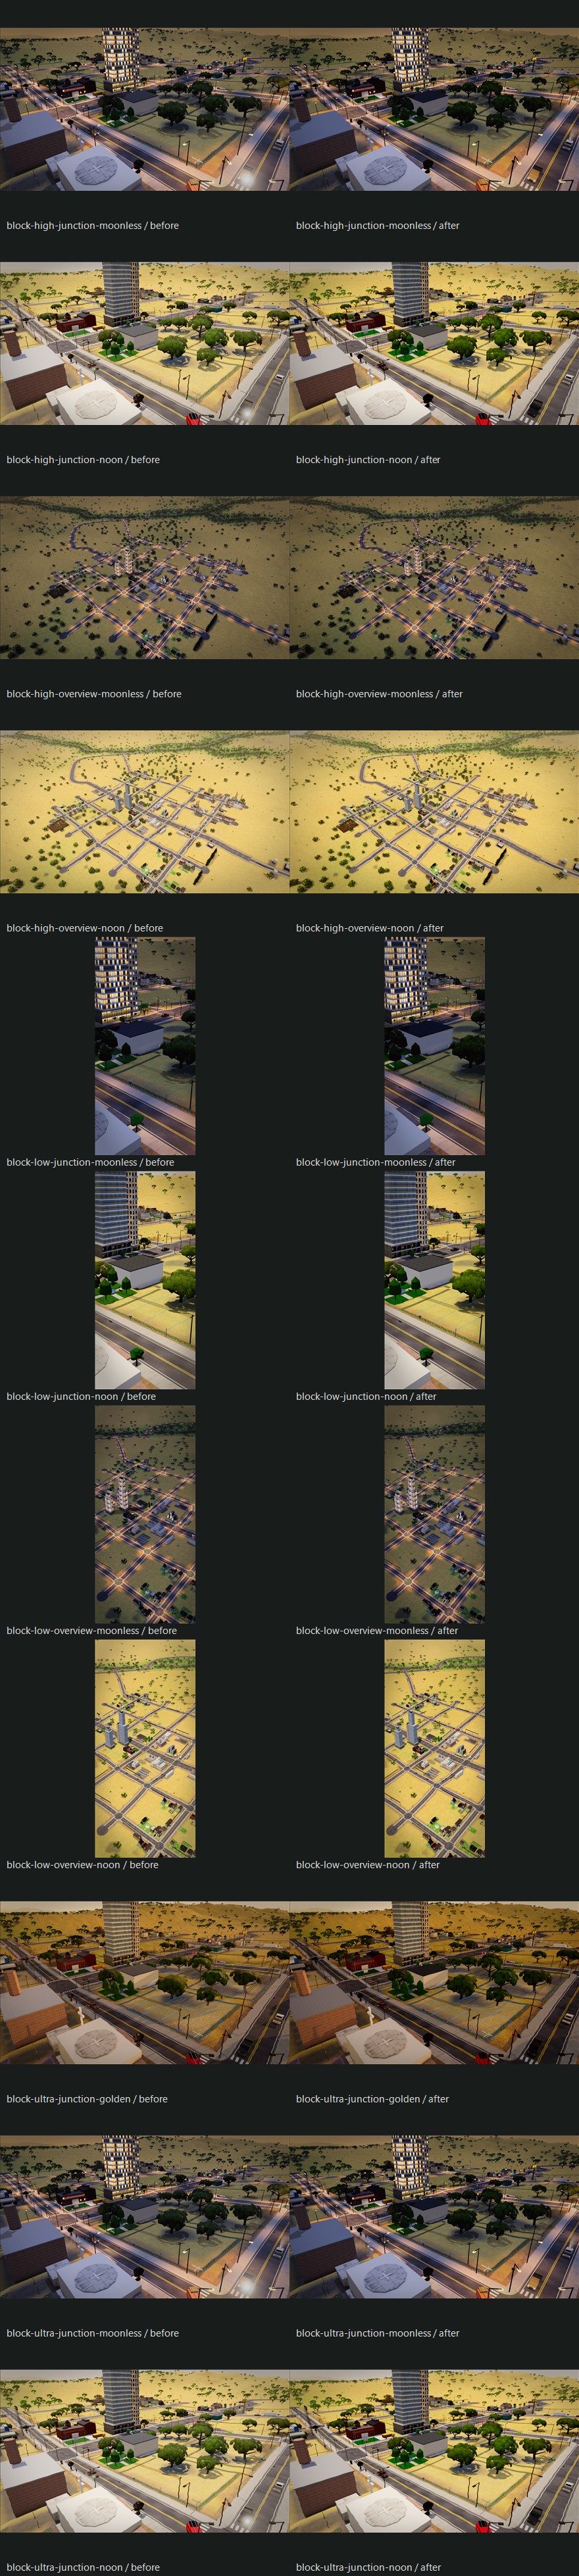 block-high-junction-moonless / before
block-high-junction-moonless / after
block-high-junction-noon / before
block-high-junction-noon / after
block-high-overview-moonless / before
block-high-overview-moonless / after
block-high-overview-noon / before
block-high-overview-noon / after
block-low-junction-moonless / before
block-low-junction-moonless / after
block-low-junction-noon / before
block-low-junction-noon / after
block-low-overview-moonless / before
block-low-overview-moonless / after
block-low-overview-noon / before
block-low-overview-noon / after
block-ultra-junction-golden / before
block-ultra-junction-golden / after
block-ultra-junction-moonless / before
block-ultra-junction-moonless / after
block-ultra-junction-noon / before
block-ultra-junction-noon / after